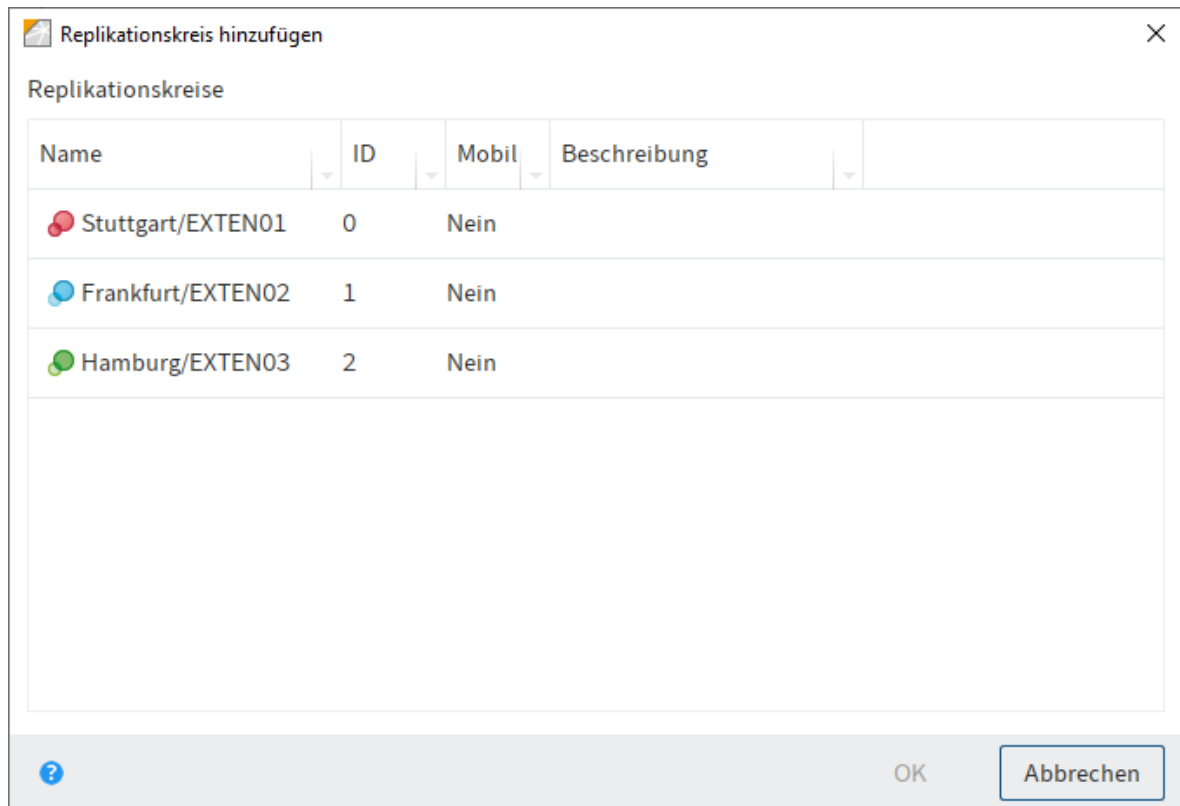 Replikationskreis hinzufügen
Replikationskreise
Name ID Mobil Beschreibung
Stuttgart/EXTEN01 0 Nein
Frankfurt/EXTEN02 1 Nein
Hamburg/EXTEN03 2 Nein
? OK Abbrechen